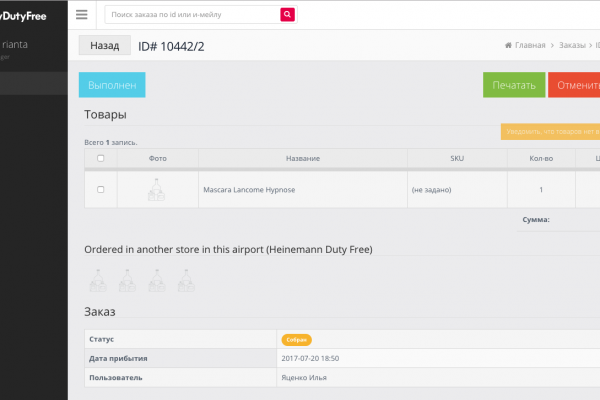 yDutyFree
Поиск заказа по id или и-мейлу
rianta
ger
Назад
ID# 10442/2
Главная > Заказы > ID
Выполнен
Печатать
Отменить
Товары
Уведомить, что товаров нет в
Всего 1 запись.
Фото
Название
SKU
Кол-во
Ц
Mascara Lancome Hypnose
(не задано)
1
Сумма:
Ordered in another store in this airport (Heinemann Duty Free)
Заказ
Статус
Собран
Дата прибытия
2017-07-20 18:50
Пользователь
Яценко Илья